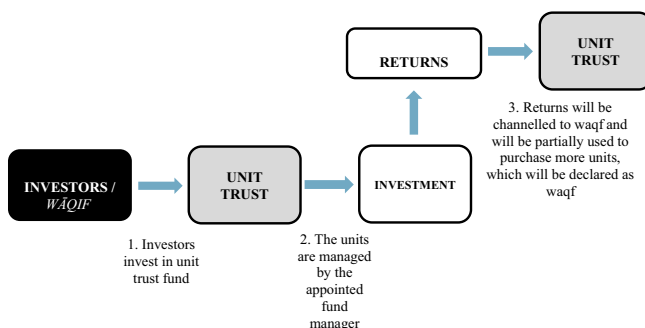 RETURNS
UNIT
TRUST
3. Returns will be
channelled to waqf and
will be partially used to
purchase more units,
which will be declared as
waqf
INVESTORS /
WĀQIF
UNIT
TRUST
INVESTMENT
1. Investors
invest in unit
trust fund
2. The units
are managed
by the
appointed
fund
manager